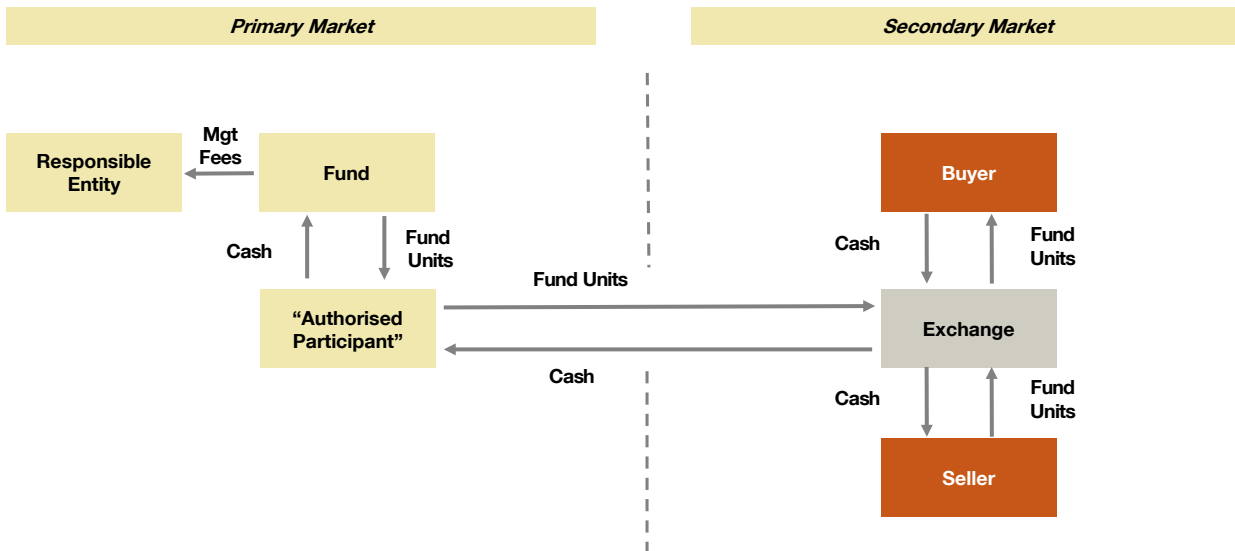 Primary Market
Secondary Market
Mgt
Fees
Responsible
Entity
Fund
Buyer
Cash
Fund
Units
Cash
Fund
Units
Fund Units
“Authorised
Participant”
Exchange
Cash
Cash
Fund
Units
Seller